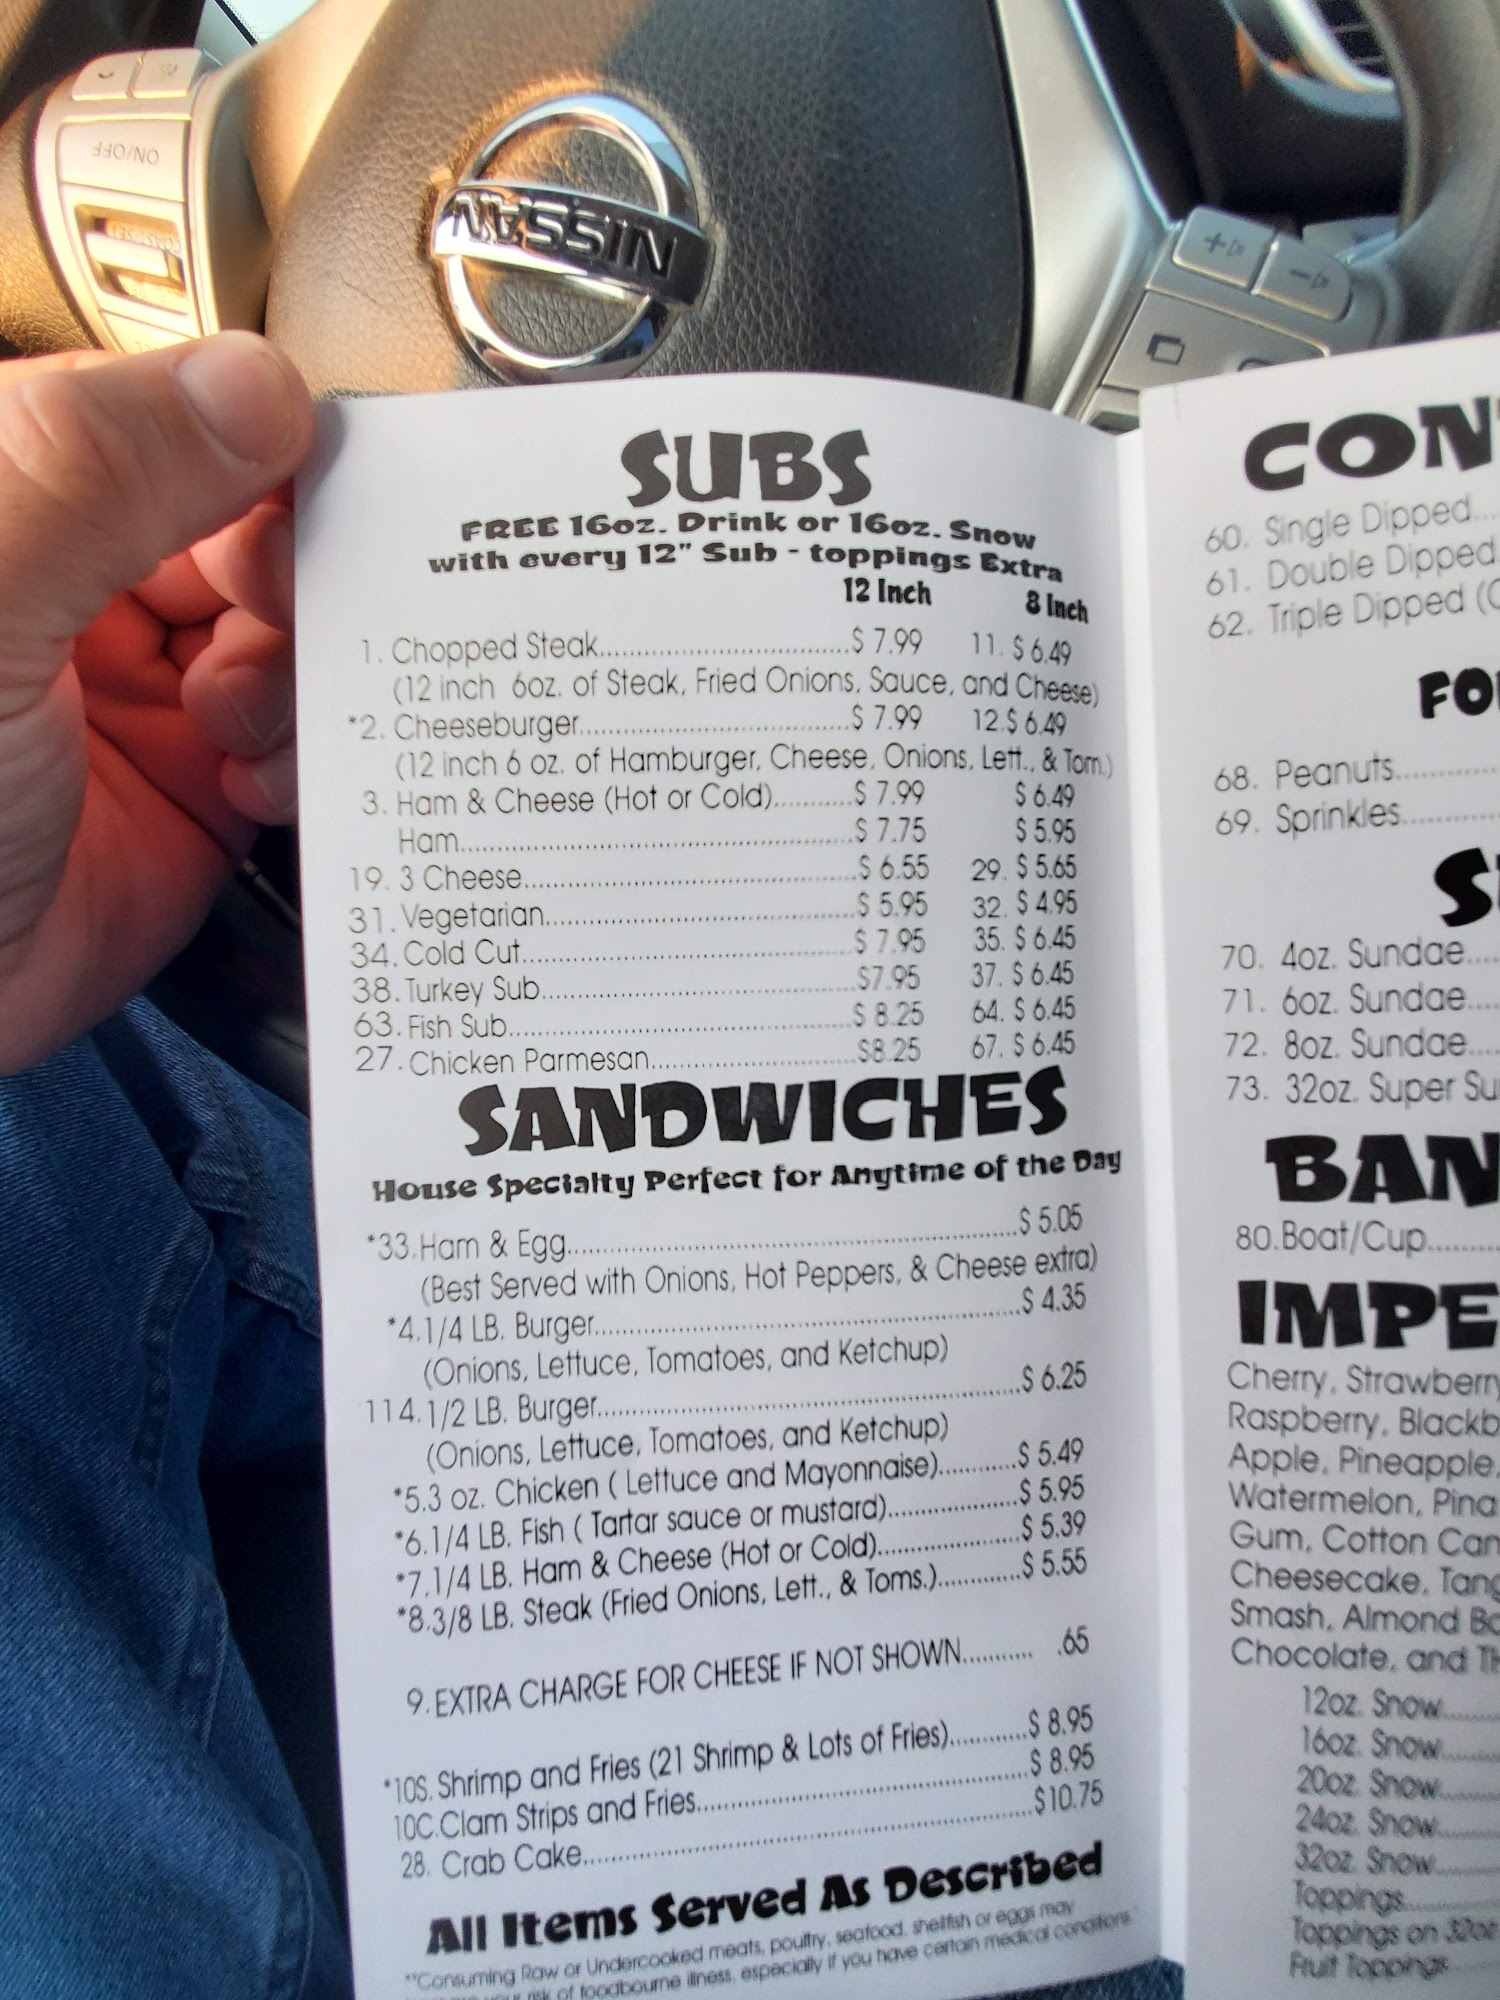 ON/OFF
COAST/SET
NISSAN
SUBS
FREE 16oz. Drink or 16oz. Snow
with every 12" Sub - toppings Extra
12 Inch 8 Inch
1. Chopped Steak..........$ 7.99 11. $ 6.49
(12 inch 6oz. of Steak, Fried Onions, Sauce, and Cheese)
*2. Cheeseburger..........$ 7.99 12.$ 6.49
(12 inch 6 oz. of Hamburger, Cheese, Onions, Lett., & Tom.)
3. Ham & Cheese (Hot or Cold)..........$ 7.99 $ 6.49
Ham..........$ 7.75 $ 5.95
19. 3 Cheese..........$ 6.55 29. $ 5.65
31. Vegetarian..........$ 5.95 32. $ 4.95
34. Cold Cut..........$ 7.95 35. $ 6.45
38. Turkey Sub..........$7.95 37. $ 6.45
63. Fish Sub..........$ 8.25 64. $ 6.45
27. Chicken Parmesan..........$8.25 67. $ 6.45
SANDWICHES
House Specialty Perfect for Anytime of the Day
*33.Ham & Egg..........$ 5.05
(Best Served with Onions, Hot Peppers, & Cheese extra)
*4.1/4 LB. Burger..........$ 4.35
(Onions, Lettuce, Tomatoes, and Ketchup)
114.1/2 LB. Burger..........$ 6.25
(Onions, Lettuce, Tomatoes, and Ketchup)
*5.3 oz. Chicken ( Lettuce and Mayonnaise)..........$ 5.49
*6.1/4 LB. Fish ( Tartar sauce or mustard)..........$ 5.95
*7.1/4 LB. Ham & Cheese (Hot or Cold)..........$ 5.39
*8.3/8 LB. Steak (Fried Onions, Lett., & Toms.)..........$ 5.55
9.EXTRA CHARGE FOR CHEESE IF NOT SHOWN.......... .65
*10S. Shrimp and Fries (21 Shrimp & Lots of Fries)..........$ 8.95
10C.Clam Strips and Fries..........$ 8.95
28. Crab Cake..........$10.75
All Items Served As Described
**Consuming Raw or Undercooked meats, poultry, seafood, shellfish or eggs may
your risk of foodbourne illness, especially if you have certain medical conditions.
CON
60. Single Dipped....
61. Double Dipped
62. Triple Dipped (
FO
68. Peanuts..........
69. Sprinkles..........
S
70. 4oz. Sundae....
71. 6oz. Sundae....
72. 8oz. Sundae....
73. 32oz. Super Su
BAN
80.Boat/Cup..........
IMPE
Cherry, Strawberry
Raspberry, Blackb
Apple, Pineapple,
Watermelon, Pina
Gum, Cotton Can
Cheesecake, Tang
Smash, Almond
Chocolate, and
12oz. Snow..........
16oz. Snow..........
20oz. Snow..........
24oz. Snow..........
32oz. Snow..........
Toppings..........
Toppings on 32oz
Fruit Toppings